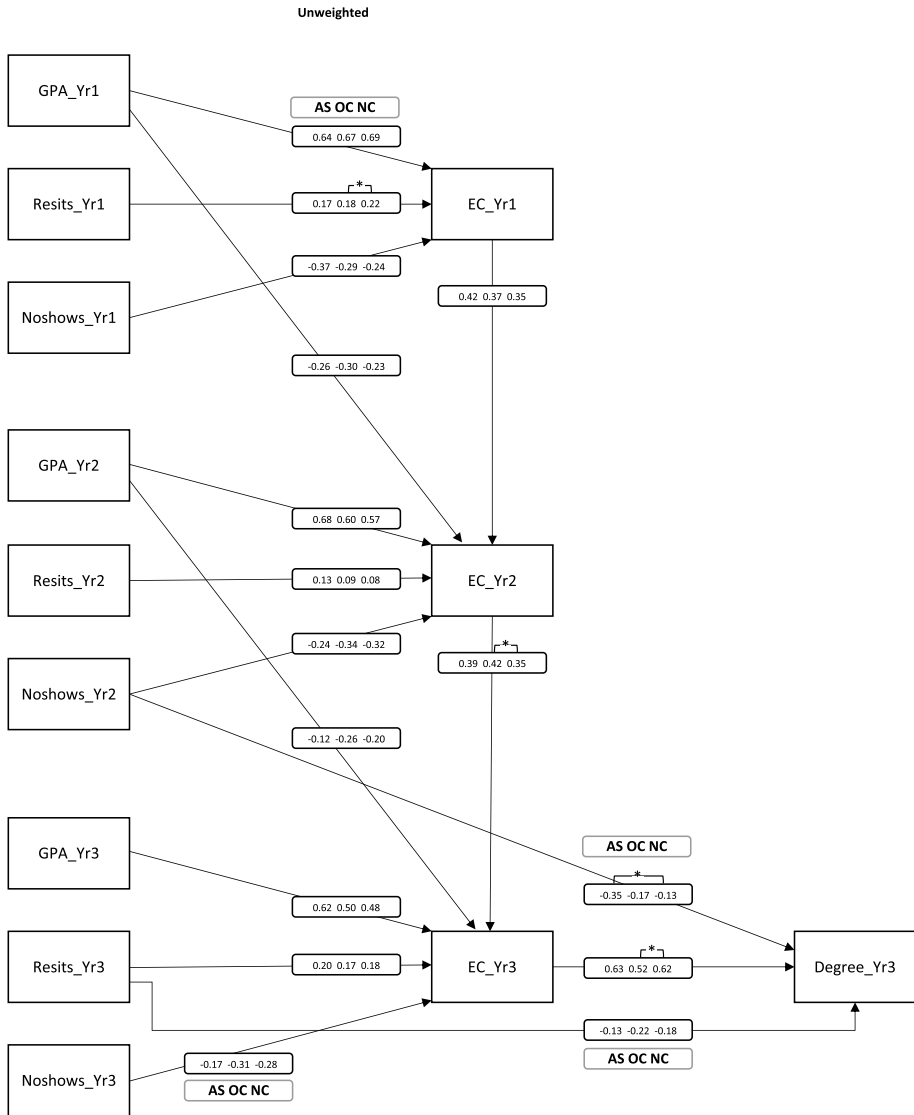 Unweighted
GPA_Yr1
AS OC NC
0.64 0.67 0.69
*
Resits_Yr1
0.17 0.18 0.22
EC_Yr1
-0.37 -0.29 -0.24
Noshows_Yr1
0.42 0.37 0.35
-0.26 -0.30 -0.23
GPA_Yr2
0.68 0.60 0.57
Resits_Yr2
0.13 0.09 0.08
EC_Yr2
-0.24 -0.34 -0.32
*
0.39 0.42 0.35
Noshows_Yr2
-0.12 -0.26 -0.20
GPA_Yr3
AS OC NC
*
-0.35 -0.17 -0.13
0.62 0.50 0.48
*
Resits_Yr3
0.20 0.17 0.18
EC_Yr3
0.63 0.52 0.62
Degree_Yr3
-0.13 -0.22 -0.18
AS OC NC
-0.17 -0.31 -0.28
Noshows_Yr3
AS OC NC